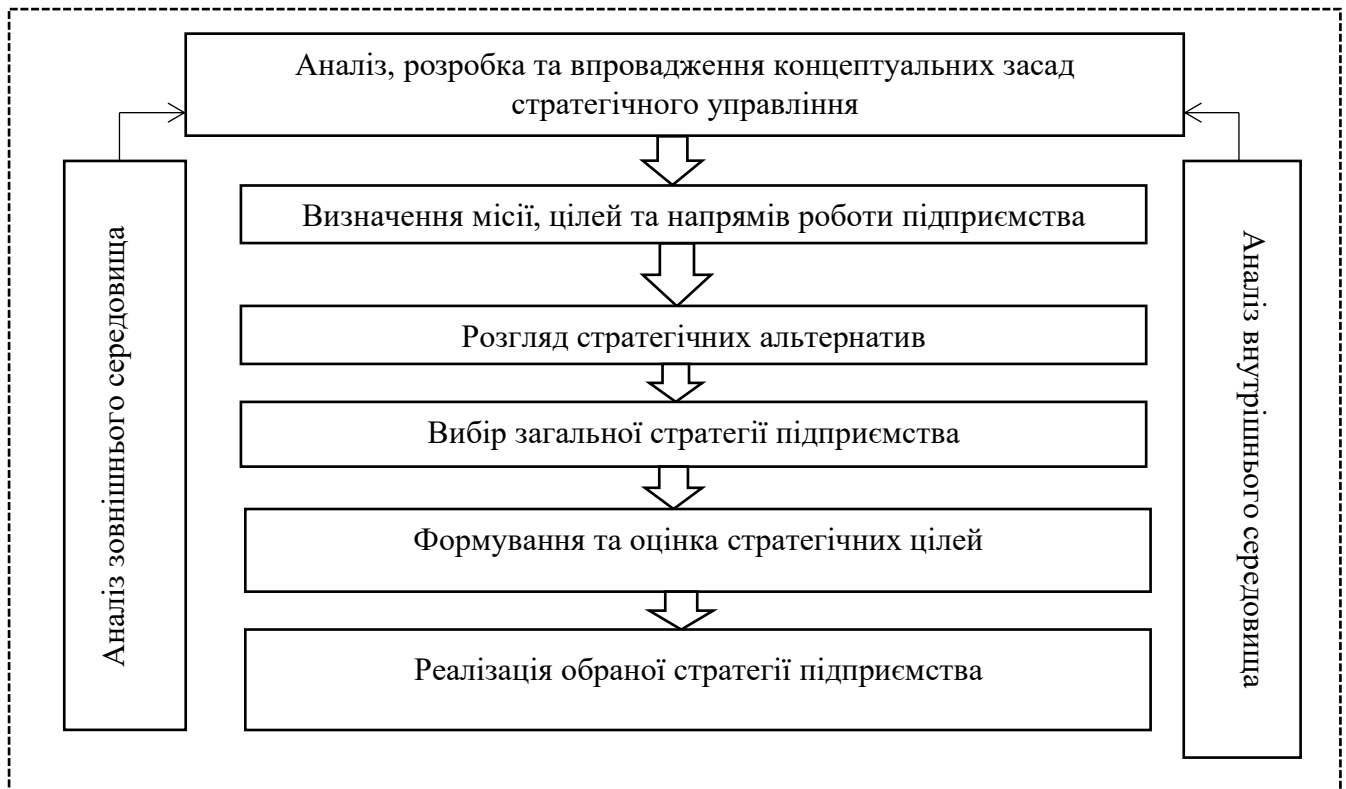 Аналіз, розробка та впровадження концептуальних засад
стратегічного управління
Визначення місії, цілей та напрямів роботи підприємства
Розгляд стратегічних альтернатив
Вибір загальної стратегії підприємства
Формування та оцінка стратегічних цілей
Реалізація обраної стратегії підприємства
Аналіз зовнішнього середовища
Аналіз внутрішнього середовища